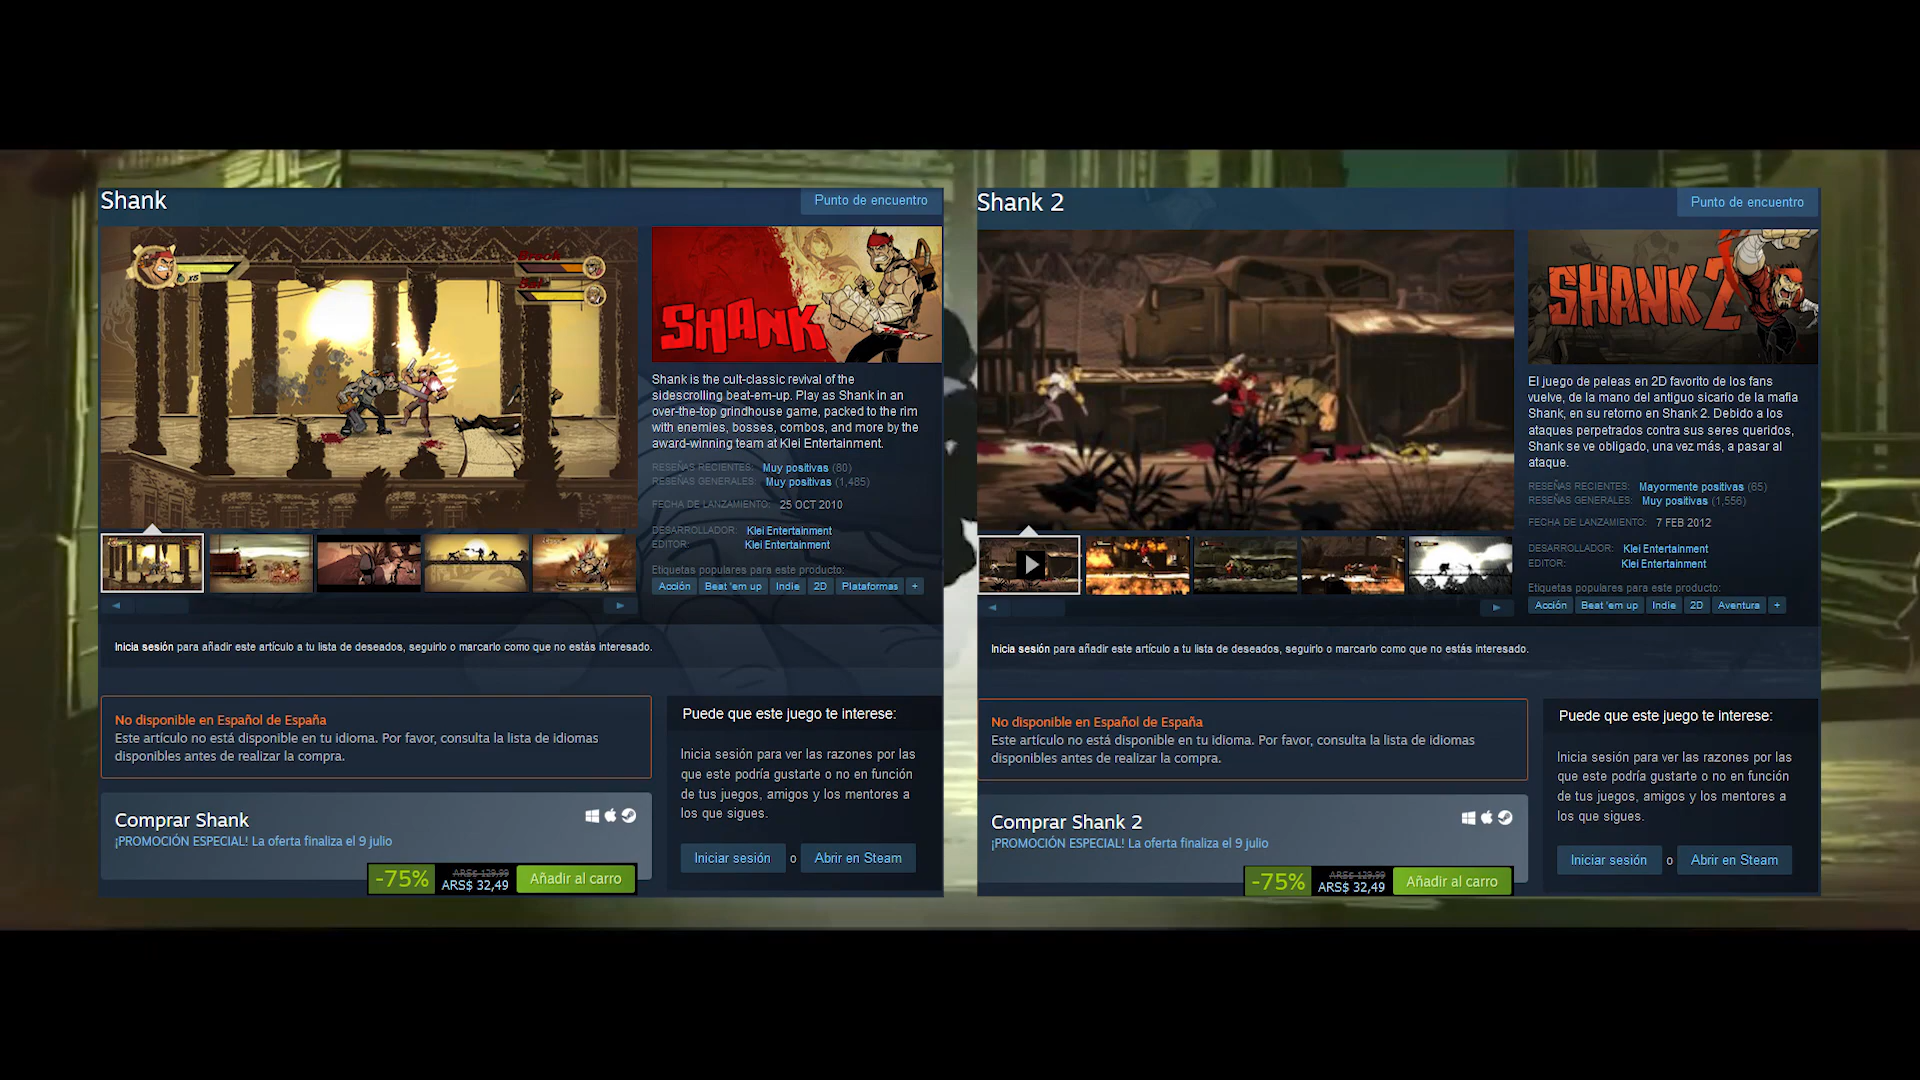 Shank
Punto de encuentro
x5
SHANK
Shank is the cult-classic revival of the
sidescrolling beat-em-up. Play as Shank in an
over-the-top grindhouse game, packed to the rim
with enemies, bosses, combos, and more by the
award-winning team at Klei Entertainment.
RESEÑAS RECIENTES: Muy positivas (80)
RESEÑAS GENERALES: Muy positivas (1,485)
FECHA DE LANZAMIENTO: 25 OCT 2010
DESARROLLADOR: Klei Entertainment
EDITOR: Klei Entertainment
Etiquetas populares para este producto:
Acción Beat 'em up Indie 2D Plataformas +
Inicia sesión para añadir este artículo a tu lista de deseados, seguirlo o marcarlo como que no estás interesado.
No disponible en Español de España
Este artículo no está disponible en tu idioma. Por favor, consulta la lista de idiomas
disponibles antes de realizar la compra.
Comprar Shank
¡PROMOCIÓN ESPECIAL! La oferta finaliza el 9 julio
-75% ARS$ 129,99
ARS$ 32,49
Añadir al carro
Puede que este juego te interese:
Inicia sesión para ver las razones por las
que este podría gustarte o no en función
de tus juegos, amigos y los mentores a
los que sigues.
Iniciar sesión o Abrir en Steam
Shank 2
Punto de encuentro
SHANK 2
El juego de peleas en 2D favorito de los fans
vuelve, de la mano del antiguo sicario de la mafia
Shank, en su retorno en Shank 2. Debido a los
ataques perpetrados contra sus seres queridos,
Shank se ve obligado, una vez más, a pasar al
ataque.
RESEÑAS RECIENTES: Mayormente positivas (65)
RESEÑAS GENERALES: Muy positivas (1,556)
FECHA DE LANZAMIENTO: 7 FEB 2012
DESARROLLADOR: Klei Entertainment
EDITOR: Klei Entertainment
Etiquetas populares para este producto:
Acción Beat 'em up Indie 2D Aventura +
Inicia sesión para añadir este artículo a tu lista de deseados, seguirlo o marcarlo como que no estás interesado.
No disponible en Español de España
Este artículo no está disponible en tu idioma. Por favor, consulta la lista de idiomas
disponibles antes de realizar la compra.
Comprar Shank 2
¡PROMOCIÓN ESPECIAL! La oferta finaliza el 9 julio
-75% ARS$ 129,99
ARS$ 32,49
Añadir al carro
Puede que este juego te interese:
Inicia sesión para ver las razones por las
que este podría gustarte o no en función
de tus juegos, amigos y los mentores a
los que sigues.
Iniciar sesión o Abrir en Steam